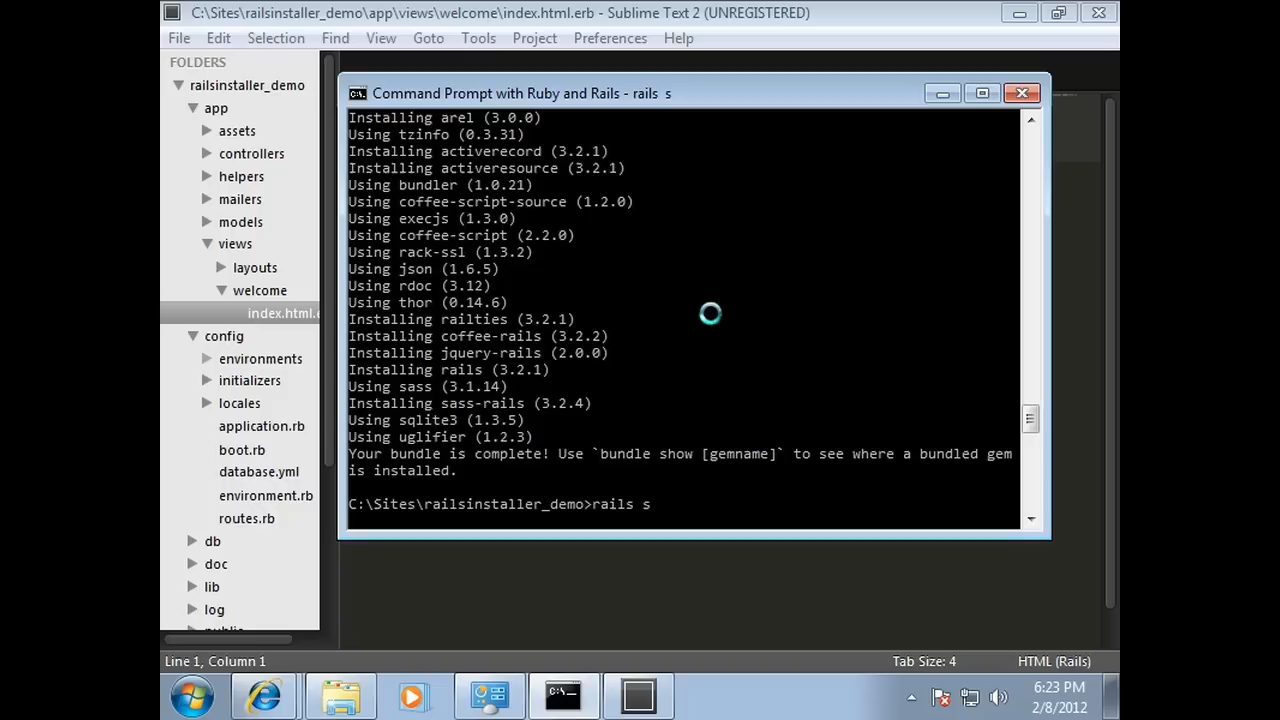 C:\Sites\railsinstaller_demo\app\views\welcome\index.html.erb - Sublime Text 2 (UNREGISTERED)
File Edit Selection Find View Goto Tools Project Preferences Help
FOLDERS
railsinstaller_demo
app
assets
controllers
helpers
mailers
models
views
layouts
welcome
index.html.e
config
environments
initializers
locales
application.rb
boot.rb
database.yml
environment.rb
routes.rb
db
doc
lib
log
public
Command Prompt with Ruby and Rails - rails s
Installing arel (3.0.0)
Using tzinfo (0.3.31)
Installing activerecord (3.2.1)
Installing activeresource (3.2.1)
Using bundler (1.0.21)
Using coffee-script-source (1.2.0)
Using execjs (1.3.0)
Using coffee-script (2.2.0)
Using rack-ssl (1.3.2)
Using json (1.6.5)
Using rdoc (3.12)
Using thor (0.14.6)
Installing railties (3.2.1)
Installing coffee-rails (3.2.2)
Installing jquery-rails (2.0.0)
Installing rails (3.2.1)
Using sass (3.1.14)
Installing sass-rails (3.2.4)
Using sqlite3 (1.3.5)
Using uglifier (1.2.3)
Your bundle is complete! Use `bundle show [gemname]` to see where a bundled gem
is installed.
C:\Sites\railsinstaller_demo>rails s
Line 1, Column 1
Tab Size: 4
HTML (Rails)
6:23 PM
2/8/2012